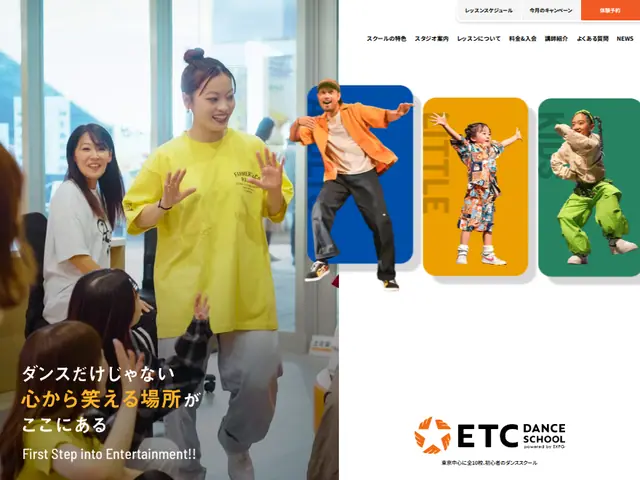 レッスンスケジュール
今月のキャンペーン
体験予約
スクールの特色
スタジオ案内
レッスンについて
料金&入会
講師紹介
よくある質問
NEWS
LITTLE
KIDS
ダンスだけじゃない
心から笑える場所が
ここにある
First Step into Entertainment!!
ETC DANCE SCHOOL
powered by EXPG
東京中心に全10校。初心者のダンススクール